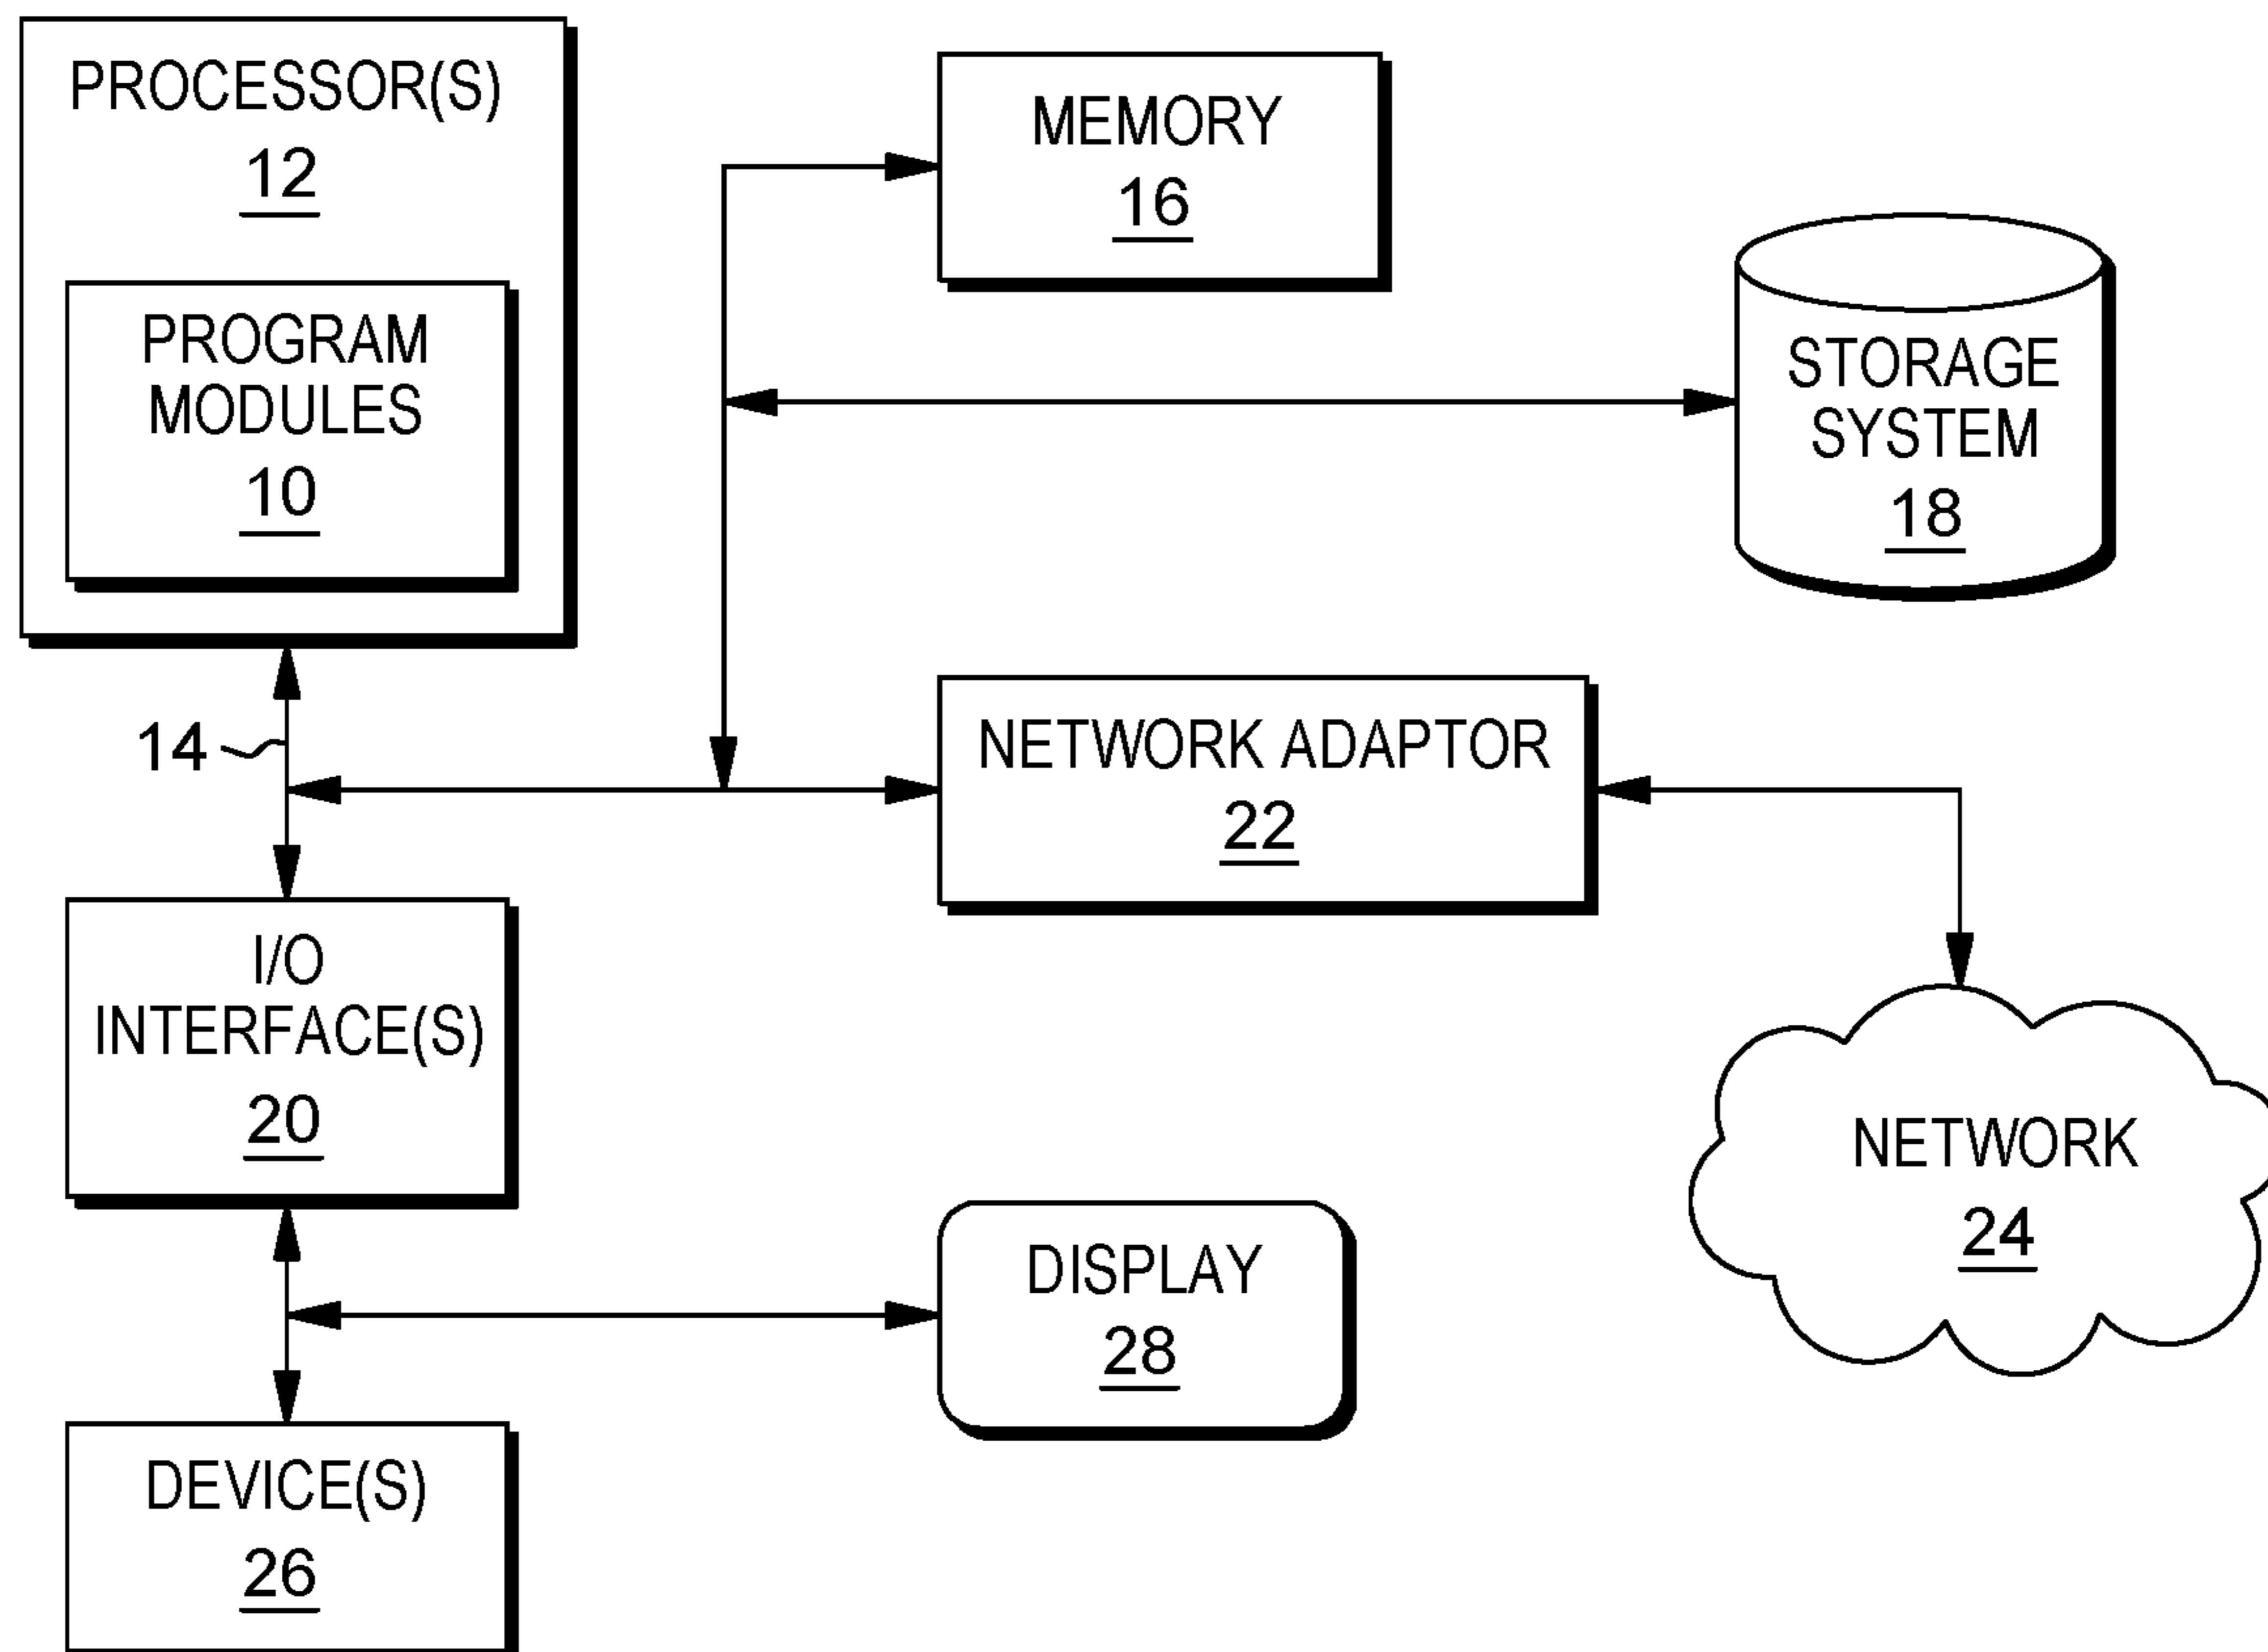 PROCESSOR(S)
12
PROGRAM
MODULES
10
MEMORY
16
STORAGE
SYSTEM
18
14
NETWORK ADAPTOR
22
I/O
INTERFACE(S)
20
NETWORK
24
DISPLAY
28
DEVICE(S)
26